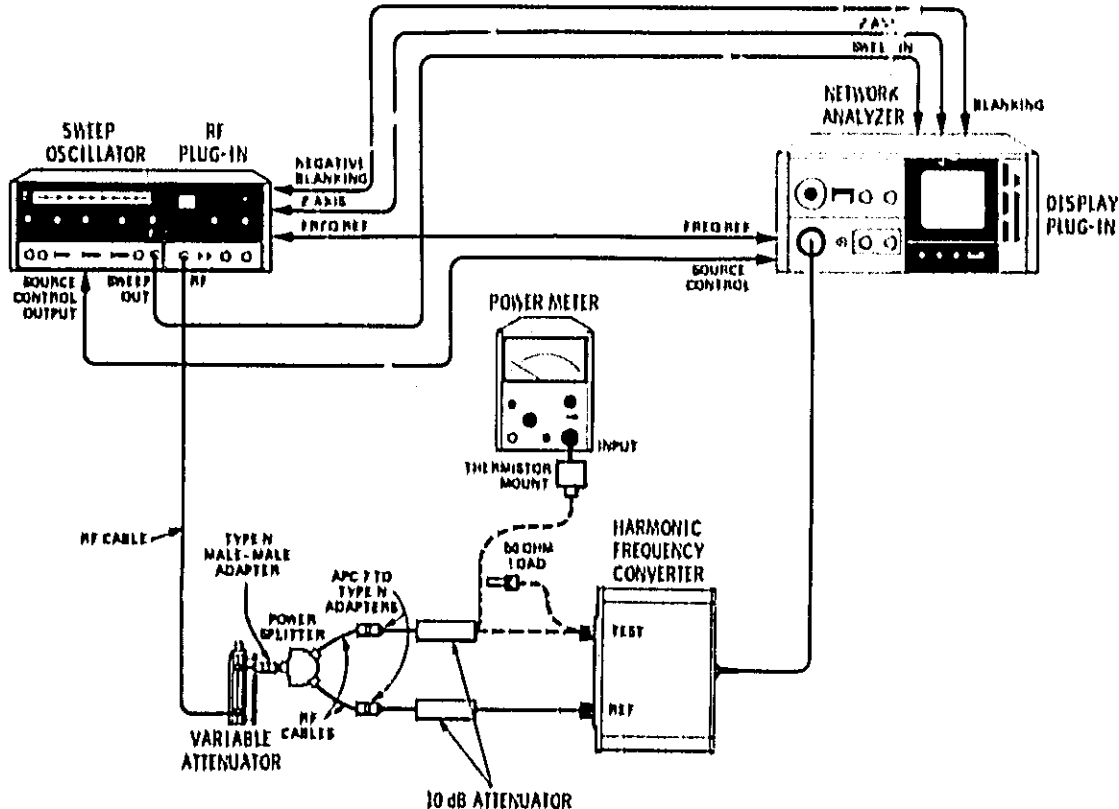 SWEEP
OSCILLATOR
RF
PLUG-IN
NETWORK
ANALYZER
BLANKING
NEGATIVE
BLANKING
Z AXIS
FREQ REF
FREQ REF
DISPLAY
PLUG-IN
SOURCE
CONTROL
OUTPUT
SWEEP
OUT
RF
SOURCE
CONTROL
POWER METER
INPUT
THERMISTOR
MOUNT
RF CABLE
TYPE N
MALE-MALE
ADAPTER
50 OHM
LOAD
HARMONIC
FREQUENCY
CONVERTER
APC 7 TO
TYPE N
ADAPTERS
POWER
SPLITTER
TEST
REF
RF
CABLES
VARIABLE
ATTENUATOR
10 dB ATTENUATOR